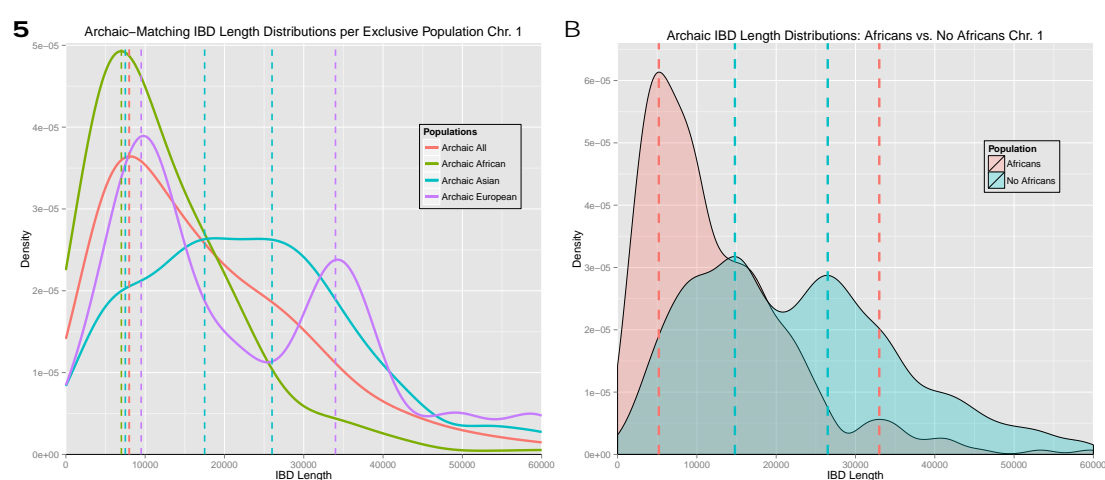 5
Archaic–Matching IBD Length Distributions per Exclusive Population Chr. 1
5e−05
4e−05
3e−05
2e−05
1e−05
0e+00
Density
0 10000 20000 30000 40000 50000 60000
IBD Length
Populations
Archaic All
Archaic African
Archaic Asian
Archaic European
B
Archaic IBD Length Distributions: Africans vs. No Africans Chr. 1
6e−05
5e−05
4e−05
3e−05
2e−05
1e−05
0e+00
Density
0 10000 20000 30000 40000 50000 60000
IBD Length
Population
Africans
No Africans